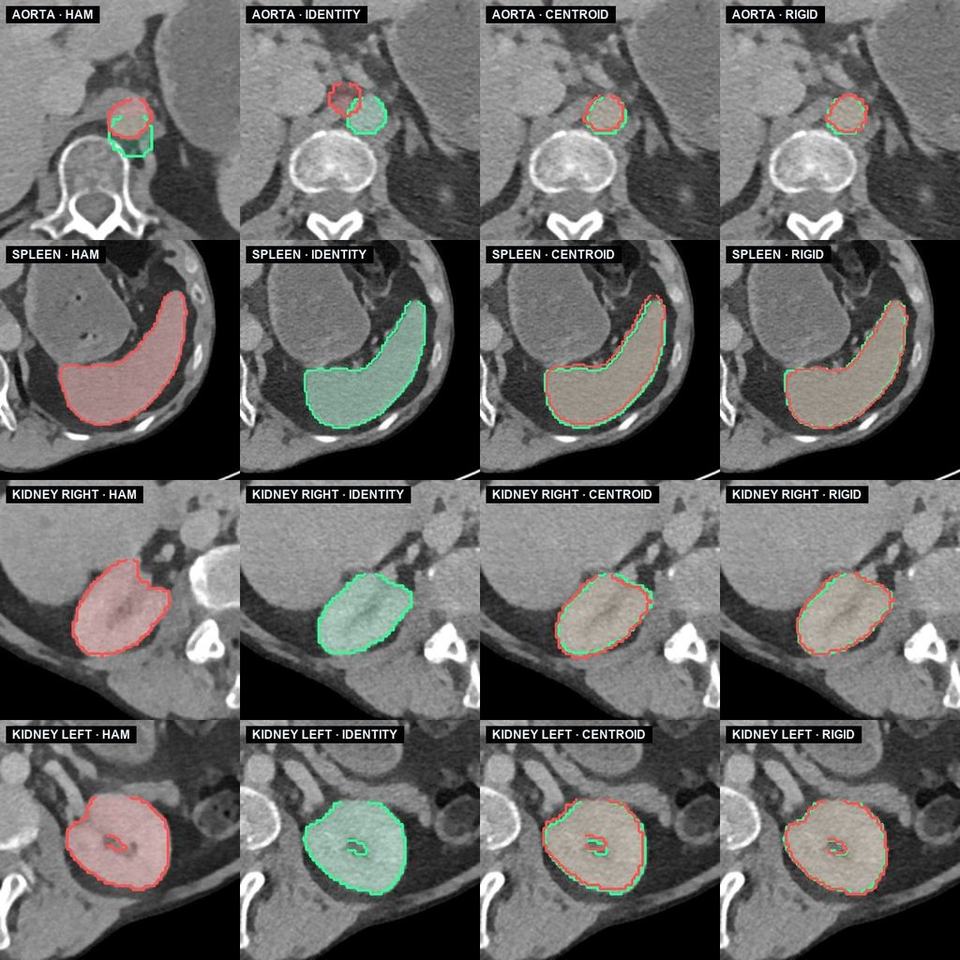 AORTA · HAM
AORTA · IDENTITY
AORTA · CENTROID
AORTA · RIGID
SPLEEN · HAM
SPLEEN · IDENTITY
SPLEEN · CENTROID
SPLEEN · RIGID
KIDNEY RIGHT · HAM
KIDNEY RIGHT · IDENTITY
KIDNEY RIGHT · CENTROID
KIDNEY RIGHT · RIGID
KIDNEY LEFT · HAM
KIDNEY LEFT · IDENTITY
KIDNEY LEFT · CENTROID
KIDNEY LEFT · RIGID